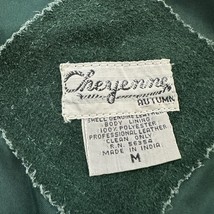 Cheyenne
AUTUMN
SHELL GENUINE LEATHER
BODY LINING
100% POLYESTER
PROFESSIONAL LEATHER
CLEAN ONLY
R.N. 56354
MADE IN INDIA.
M